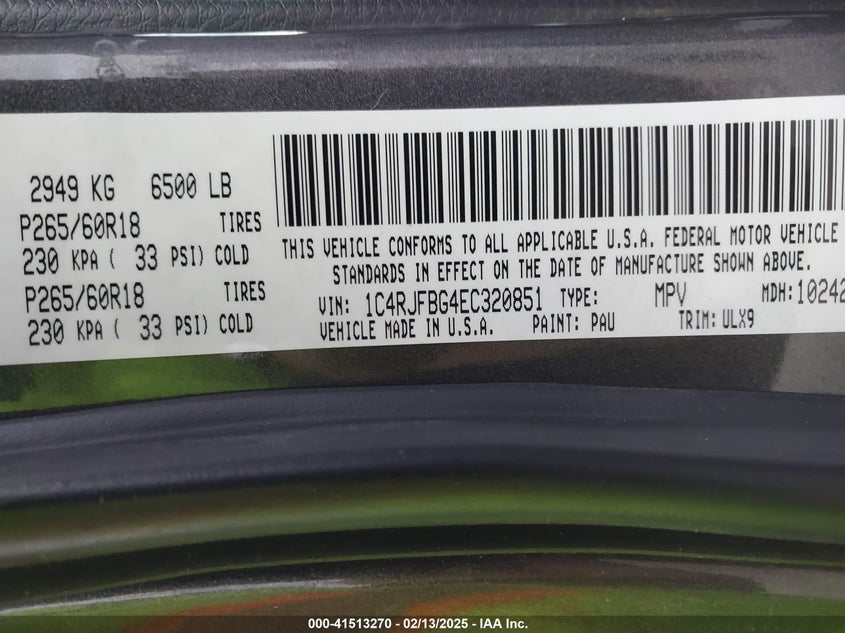 2949 KG 6500 LB
P265/60R18 TIRES
230 KPA ( 33 PSI) COLD
P265/60R18 TIRES
230 KPA ( 33 PSI) COLD
THIS VEHICLE CONFORMS TO ALL APPLICABLE U.S.A. FEDERAL MOTOR VEHICLE
STANDARDS IN EFFECT ON THE DATE OF MANUFACTURE SHOWN ABOVE.
VIN: 1C4RJFBG4EC320851 TYPE: MPV MDH: 10242
VEHICLE MADE IN U.S.A. PAINT: PAU TRIM: ULX9
000-41513270 - 02/13/2025 - IAA Inc.